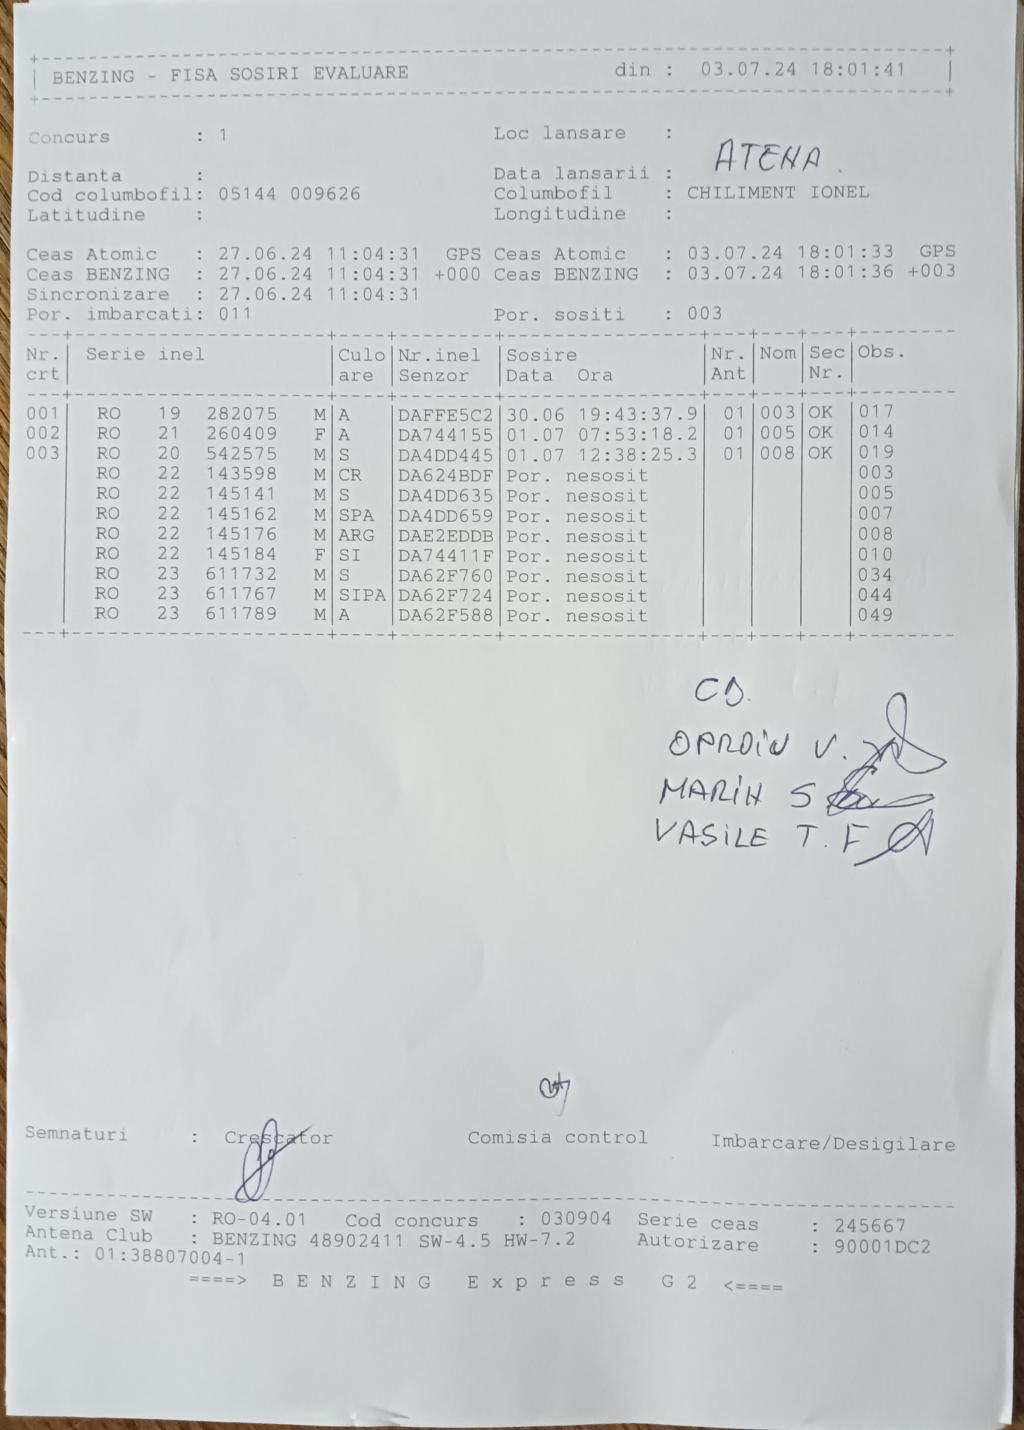 BENZING - FISA SOSIRI EVALUARE din : 03.07.24 18:01:41
Concurs : 1 Loc lansare :
ATENA
Distanta : Data lansarii :
Cod columbofil: 05144 009626 Columbofil : CHILIMENT IONEL
Latitudine : Longitudine :
Ceas Atomic : 27.06.24 11:04:31 GPS Ceas Atomic : 03.07.24 18:01:33 GPS
Ceas BENZING : 27.06.24 11:04:31 +000 Ceas BENZING : 03.07.24 18:01:36 +003
Sincronizare : 27.06.24 11:04:31
Por. imbarcati: 011 Por. sositi : 003
Nr. Serie inel Culo Nr.inel Sosire Nr. Nom Sec Obs.
crt are Senzor Data Ora Ant Nr.
001 RO 19 282075 M A DAFFE5C2 30.06 19:43:37.9 01 003 OK 017
002 RO 21 260409 F A DA744155 01.07 07:53:18.2 01 005 OK 014
003 RO 20 542575 M S DA4DD445 01.07 12:38:25.3 01 008 OK 019
RO 22 143598 M CR DA624BDF Por. nesosit 003
RO 22 145141 M S DA4DD635 Por. nesosit 005
RO 22 145162 M SPA DA4DD659 Por. nesosit 007
RO 22 145176 M ARG DAE2EDDB Por. nesosit 008
RO 22 145184 F SI DA74411F Por. nesosit 010
RO 23 611732 M S DA62F760 Por. nesosit 034
RO 23 611767 M SIPA DA62F724 Por. nesosit 044
RO 23 611789 M A DA62F588 Por. nesosit 049
OPROIU V.
MARIN S
VASILE T. F
Semnaturi : Crescator Comisia control Imbarcare/Desigilare
Versiune SW : RO-04.01 Cod concurs : 030904 Serie ceas : 245667
Antena Club : BENZING 48902411 SW-4.5 HW-7.2 Autorizare : 90001DC2
Ant.: 01:38807004-1
====> B E N Z I N G E x p r e s s G 2 <====